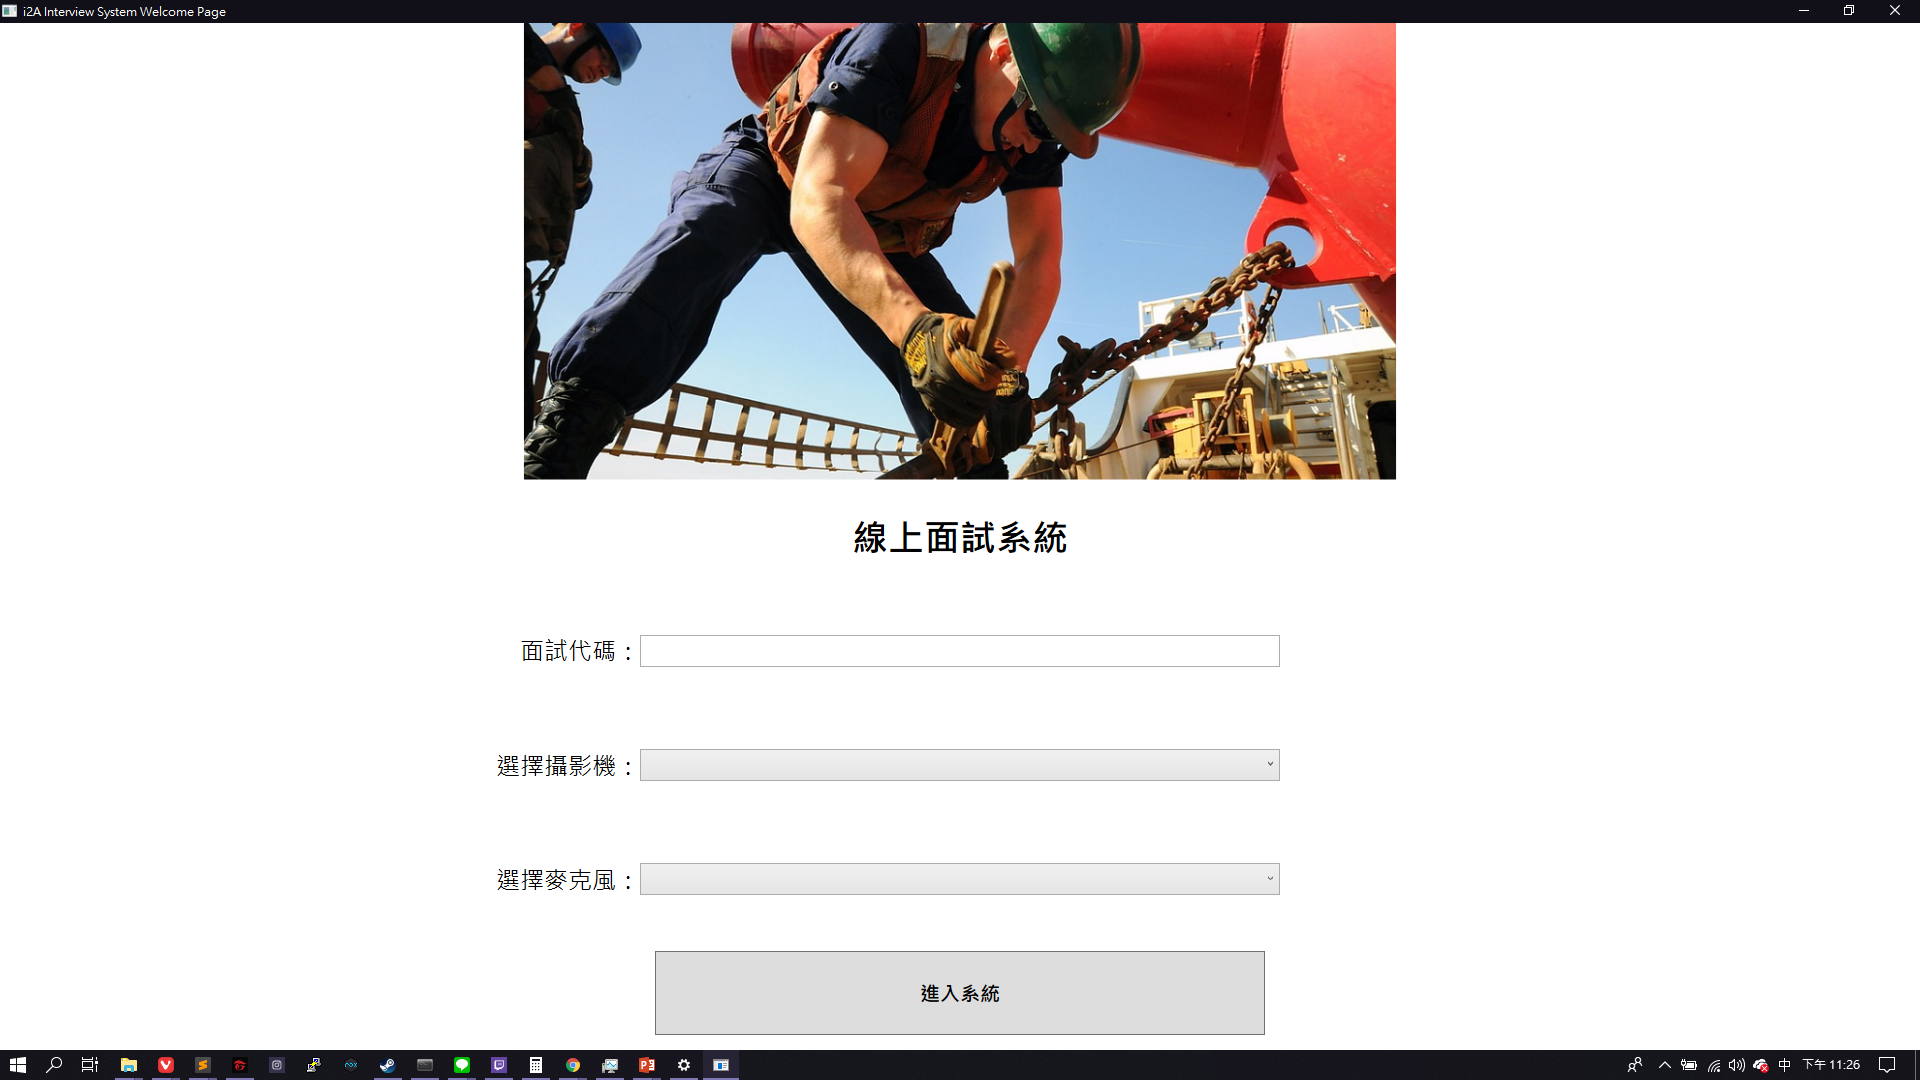 i2A Interview System Welcome Page
線上面試系統
面試代碼：
選擇攝影機：
選擇麥克風：
進入系統
中
下午 11:26